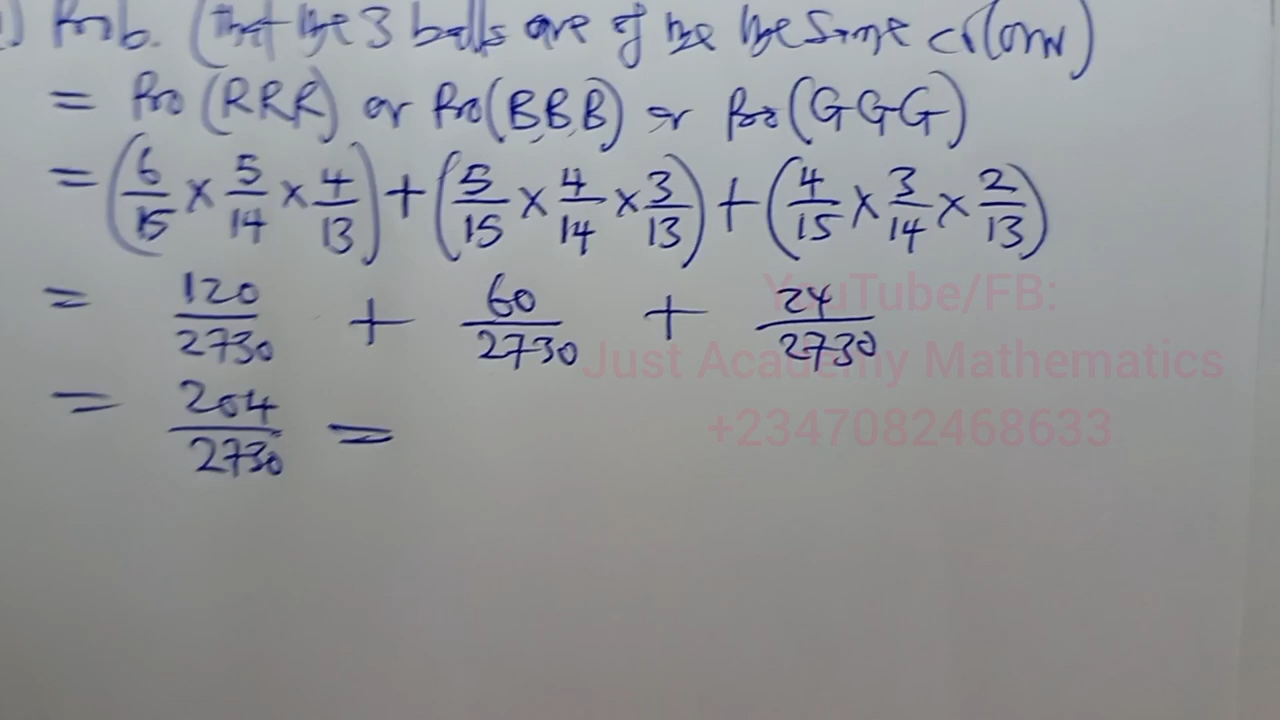 ) Prob. (that the 3 balls are of the the same colour)
= Pro (RRR) or Pro(B,B,B) or Pro(GGG)
= (6/15 × 5/14 × 4/13) + (5/15 × 4/14 × 3/13) + (4/15 × 3/14 × 2/13)
= 120/2730 + 60/2730 + 24/2730
= 204/2730 =
YouTube/FB:
Just Academy Mathematics
+2347082468633